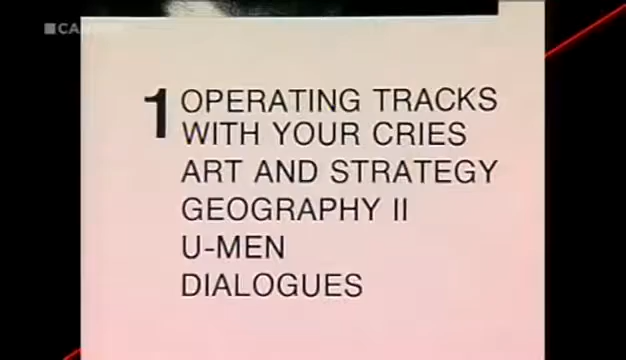 1 OPERATING TRACKS
WITH YOUR CRIES
ART AND STRATEGY
GEOGRAPHY II
U-MEN
DIALOGUES